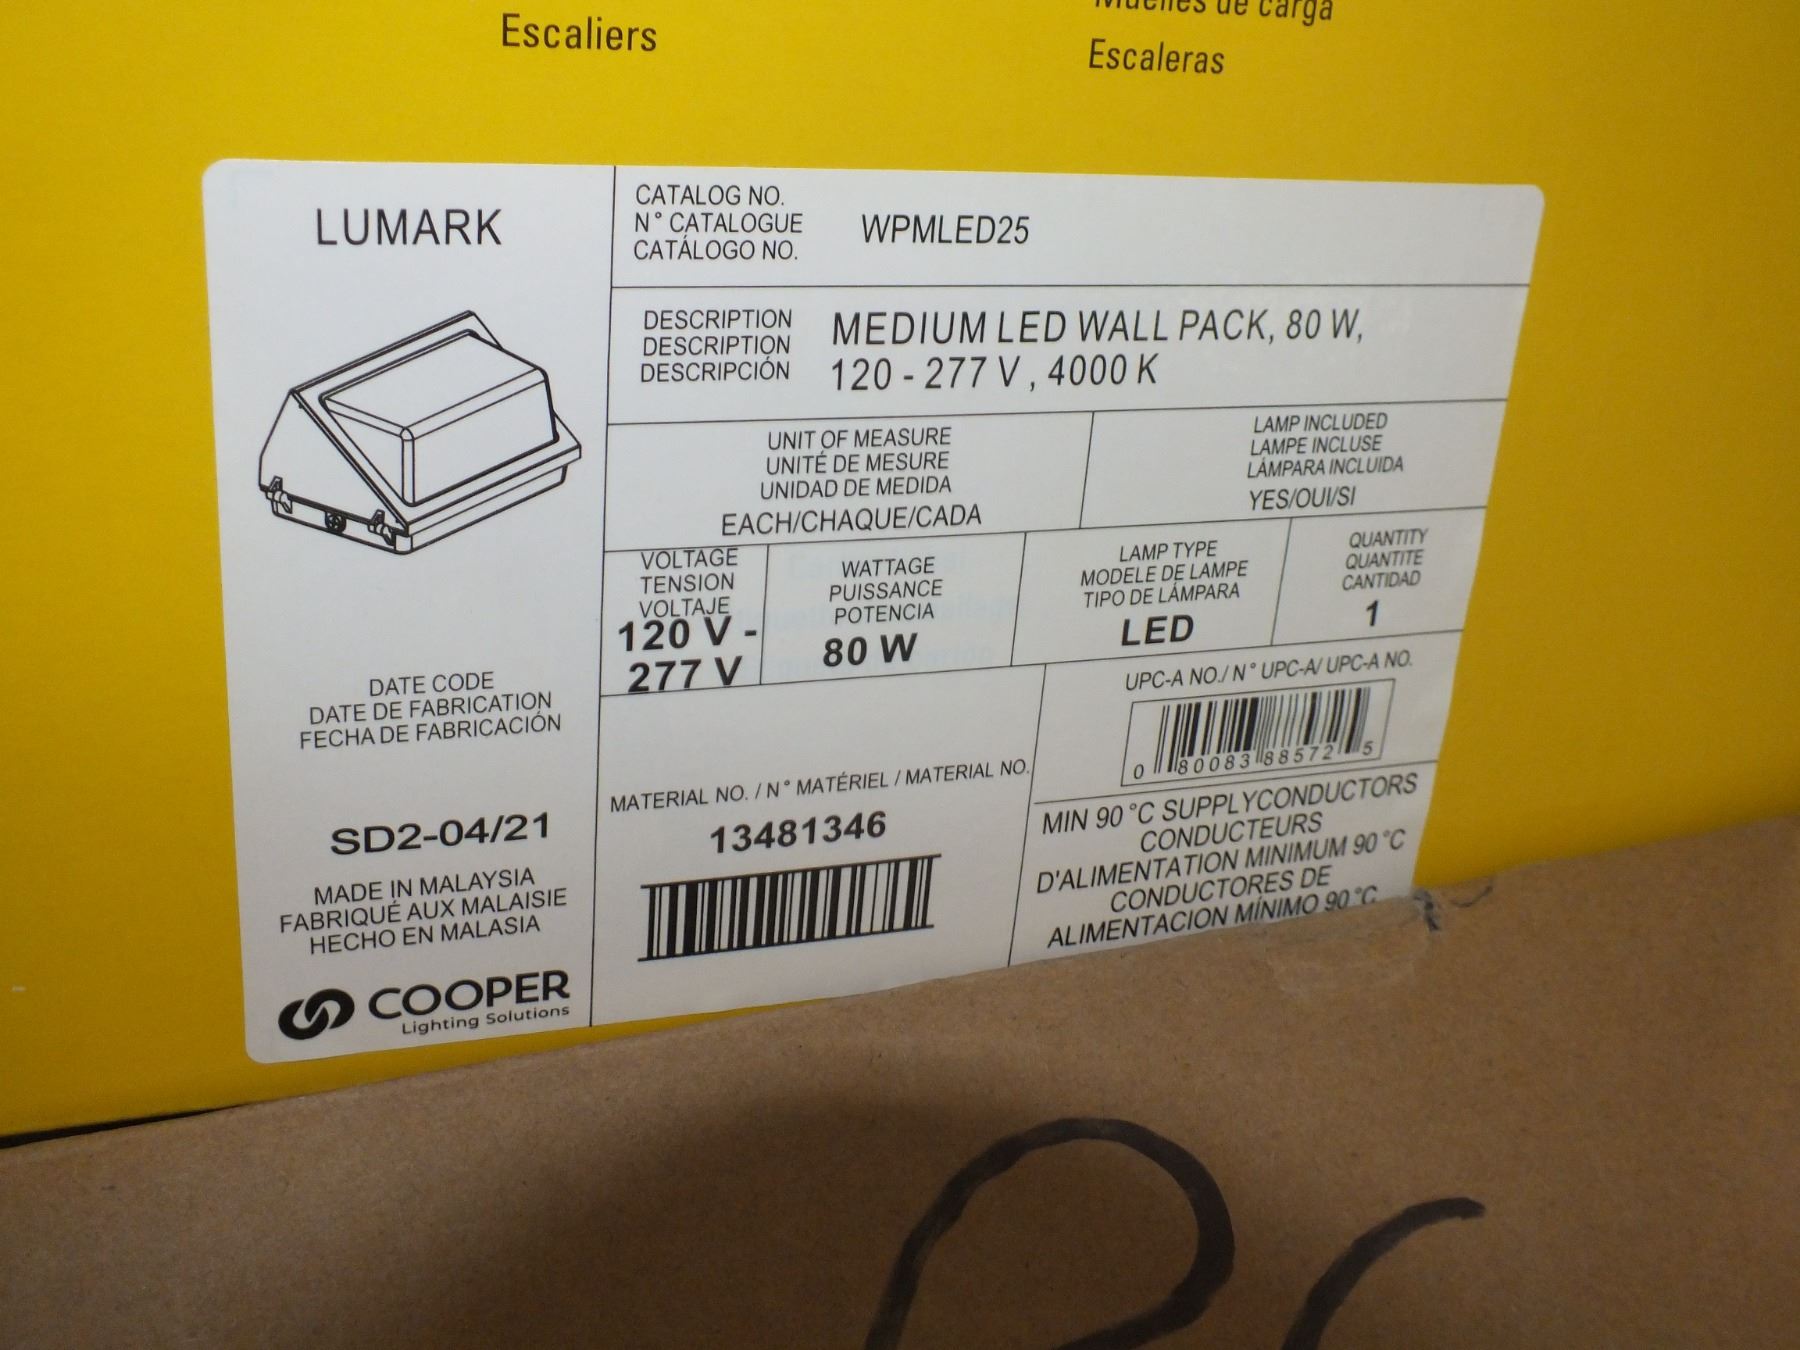 Escaliers
de carga
Escaleras
LUMARK
CATALOG NO.
N° CATALOGUE
CATÁLOGO NO.
WPMLED25
DESCRIPTION
DESCRIPTION
DESCRIPCIÓN
MEDIUM LED WALL PACK, 80 W,
120 - 277 V , 4000 K
UNIT OF MEASURE
UNITÉ DE MESURE
UNIDAD DE MEDIDA
EACH/CHAQUE/CADA
LAMP INCLUDED
LAMPE INCLUSE
LÁMPARA INCLUIDA
YES/OUI/SI
VOLTAGE
TENSION
VOLTAJE
120 V -
277 V
WATTAGE
PUISSANCE
POTENCIA
80 W
LAMP TYPE
MODELE DE LAMPE
TIPO DE LÁMPARA
LED
QUANTITY
QUANTITE
CANTIDAD
1
DATE CODE
DATE DE FABRICATION
FECHA DE FABRICACIÓN
SD2-04/21
MADE IN MALAYSIA
FABRIQUÉ AUX MALAISIE
HECHO EN MALASIA
COOPER
Lighting Solutions
MATERIAL NO. / N° MATÉRIEL / MATERIAL NO.
13481346
UPC-A NO./ N° UPC-A/ UPC-A NO.
0 80083 88572 5
MIN 90 °C SUPPLYCONDUCTORS
CONDUCTEURS
D'ALIMENTATION MINIMUM 90 °C
CONDUCTORES DE
ALIMENTACION MÍNIMO 90 °C